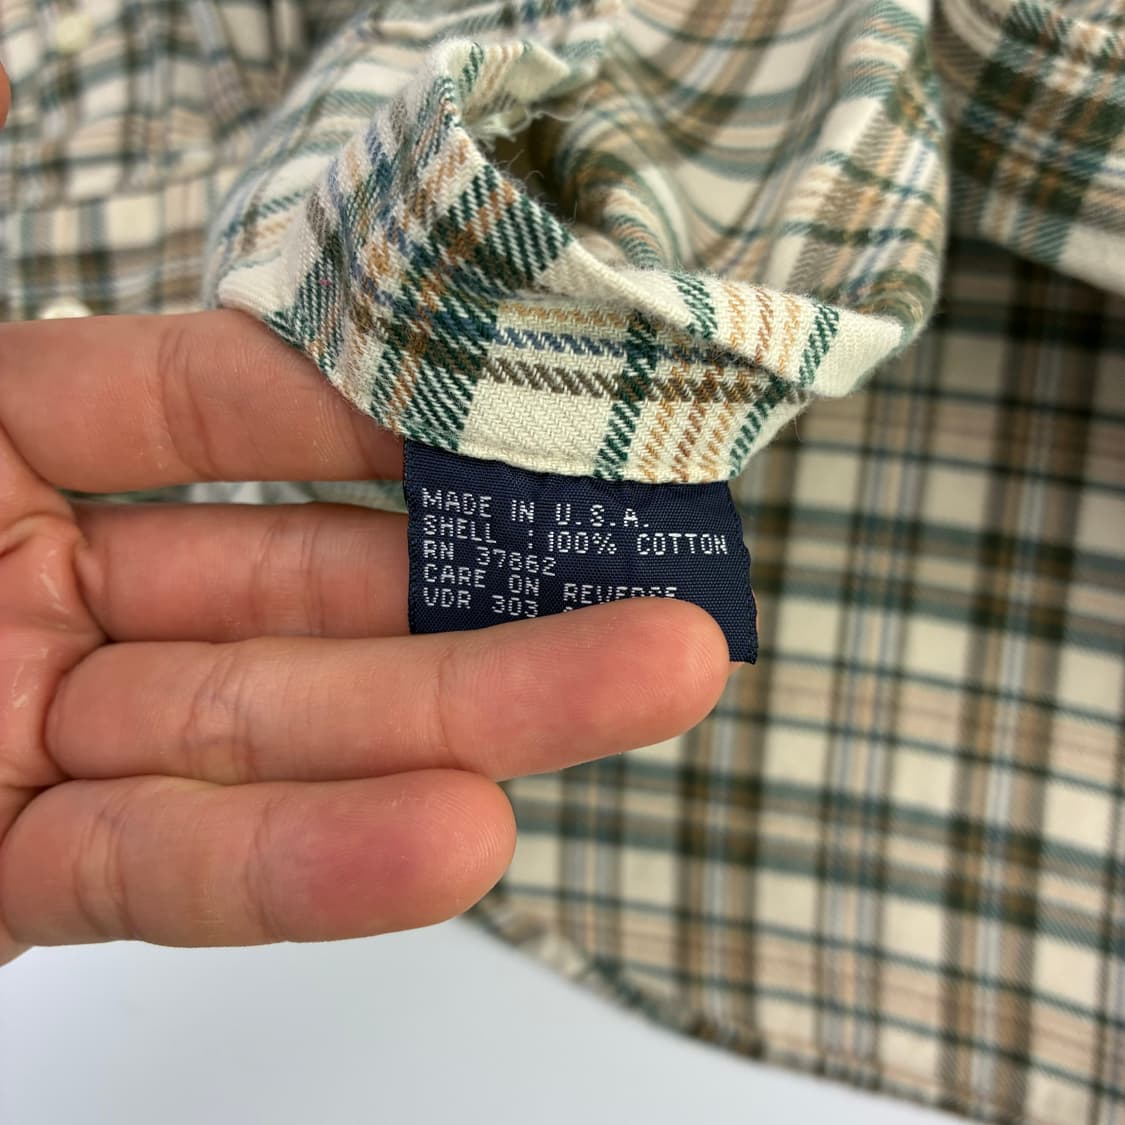 MADE IN U.S.A.
SHELL : 100% COTTON
RN 37862
CARE ON REVERSE
VDR 303